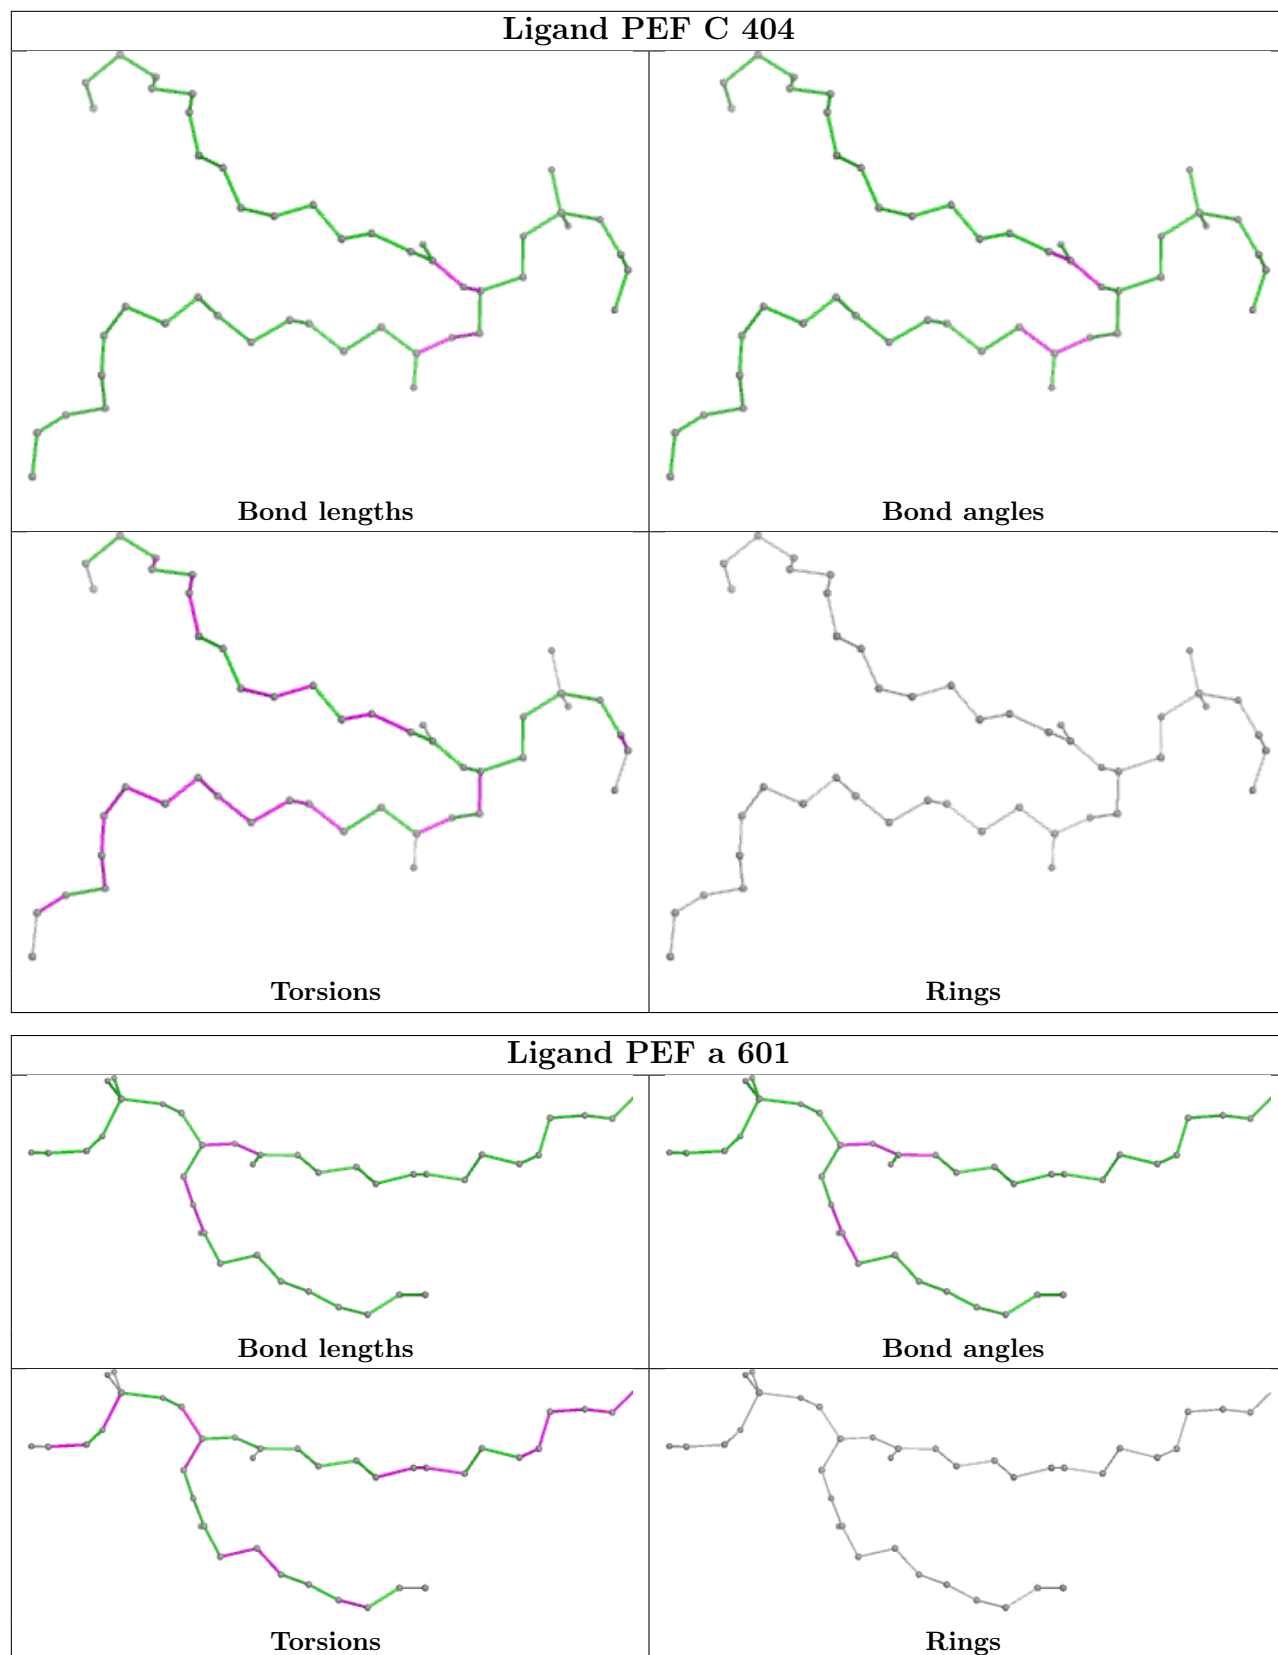 Ligand PEF C 404
Bond lengths
Bond angles
Torsions
Rings
Ligand PEF a 601
Bond lengths
Bond angles
Torsions
Rings